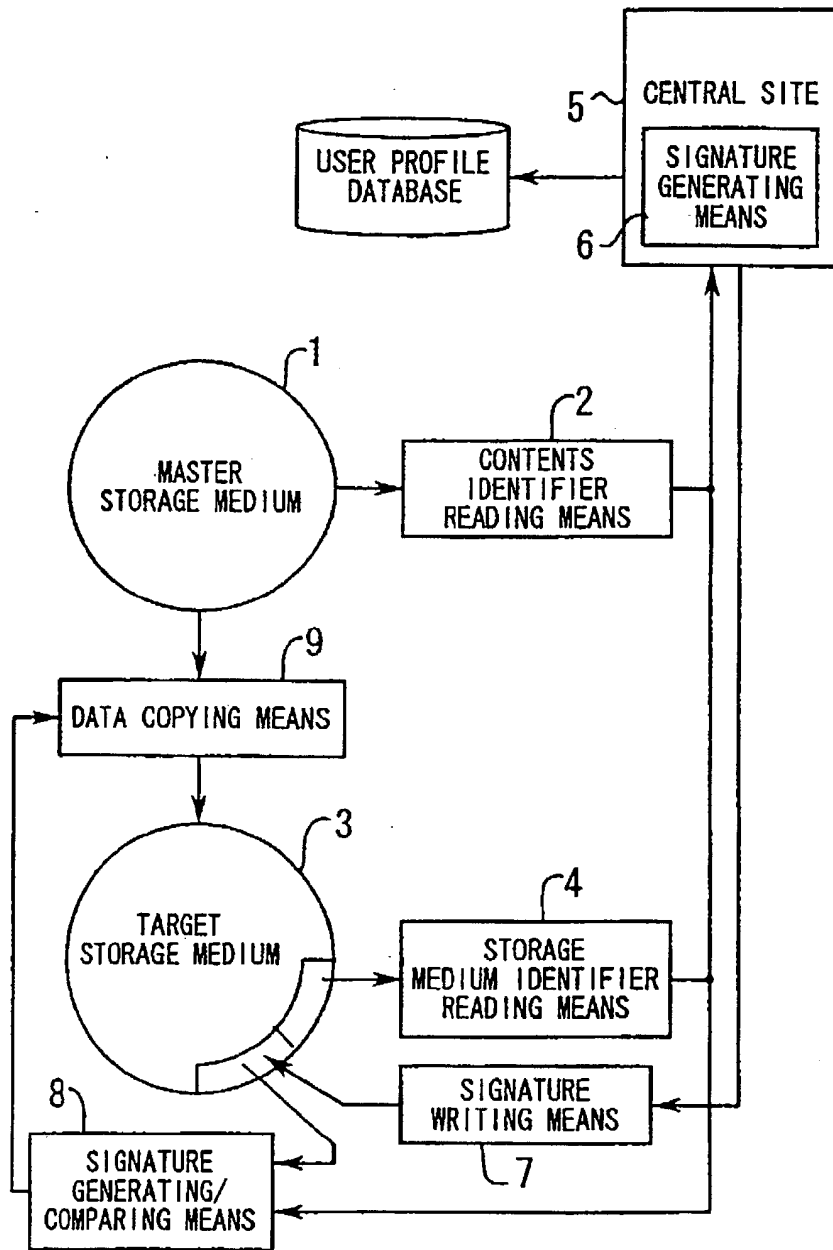 5
CENTRAL SITE
SIGNATURE
GENERATING
MEANS
6
USER PROFILE
DATABASE
1
MASTER
STORAGE MEDIUM
2
CONTENTS
IDENTIFIER
READING MEANS
9
DATA COPYING MEANS
3
TARGET
STORAGE MEDIUM
4
STORAGE
MEDIUM IDENTIFIER
READING MEANS
SIGNATURE
WRITING MEANS
7
8
SIGNATURE
GENERATING/
COMPARING MEANS